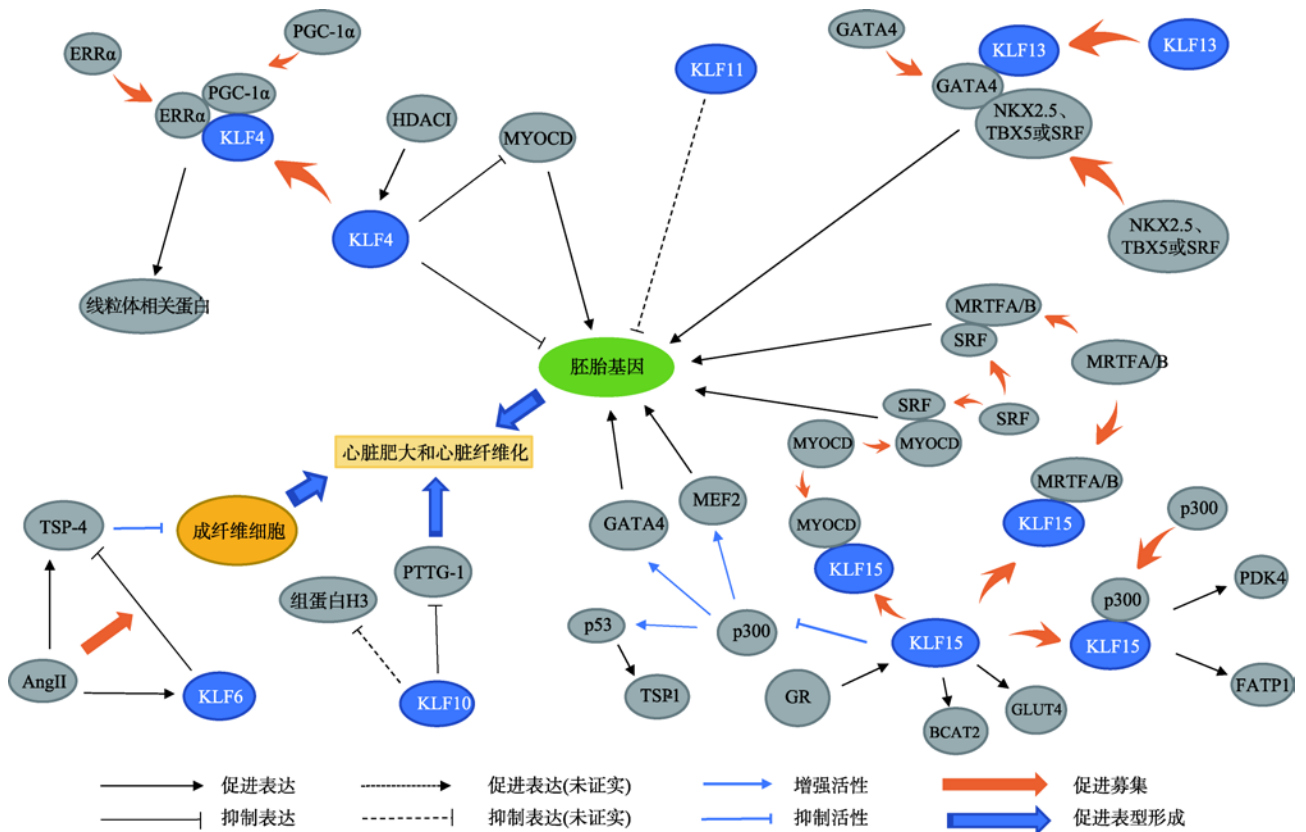 PGC-1α
ERRα
PGC-1α
ERRα
KLF4
HDACI
MYOCD
KLF4
线粒体相关蛋白
KLF11
GATA4
KLF13
KLF13
GATA4
NKX2.5、
TBX5或SRF
NKX2.5、
TBX5或SRF
胚胎基因
MRTFA/B
SRF
MRTFA/B
SRF
SRF
MYOCD
MYOCD
心脏肥大和心脏纤维化
MRTFA/B
KLF15
MYOCD
KLF15
MEF2
GATA4
TSP-4
成纤维细胞
PTTG-1
组蛋白H3
p300
p300
KLF15
PDK4
FATP1
p53
p300
KLF15
TSP-1
GR
BCAT2
GLUT4
AngII
KLF6
KLF10
促进表达
促进表达(未证实)
增强活性
促进募集
抑制表达
抑制表达(未证实)
抑制活性
促进表型形成